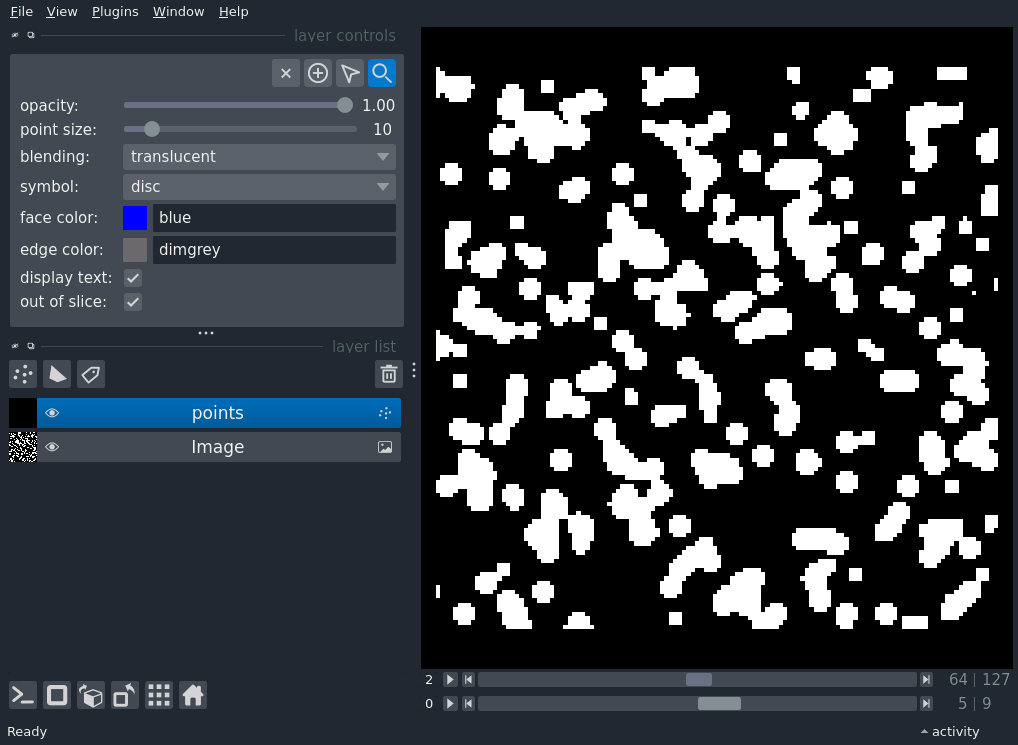 File View Plugins Window Help
layer controls
opacity: 1.00
point size: 10
blending: translucent
symbol: disc
face color: blue
edge color: dimgrey
display text:
out of slice:
layer list
points
Image
2 64 | 127
0 5 | 9
Ready activity